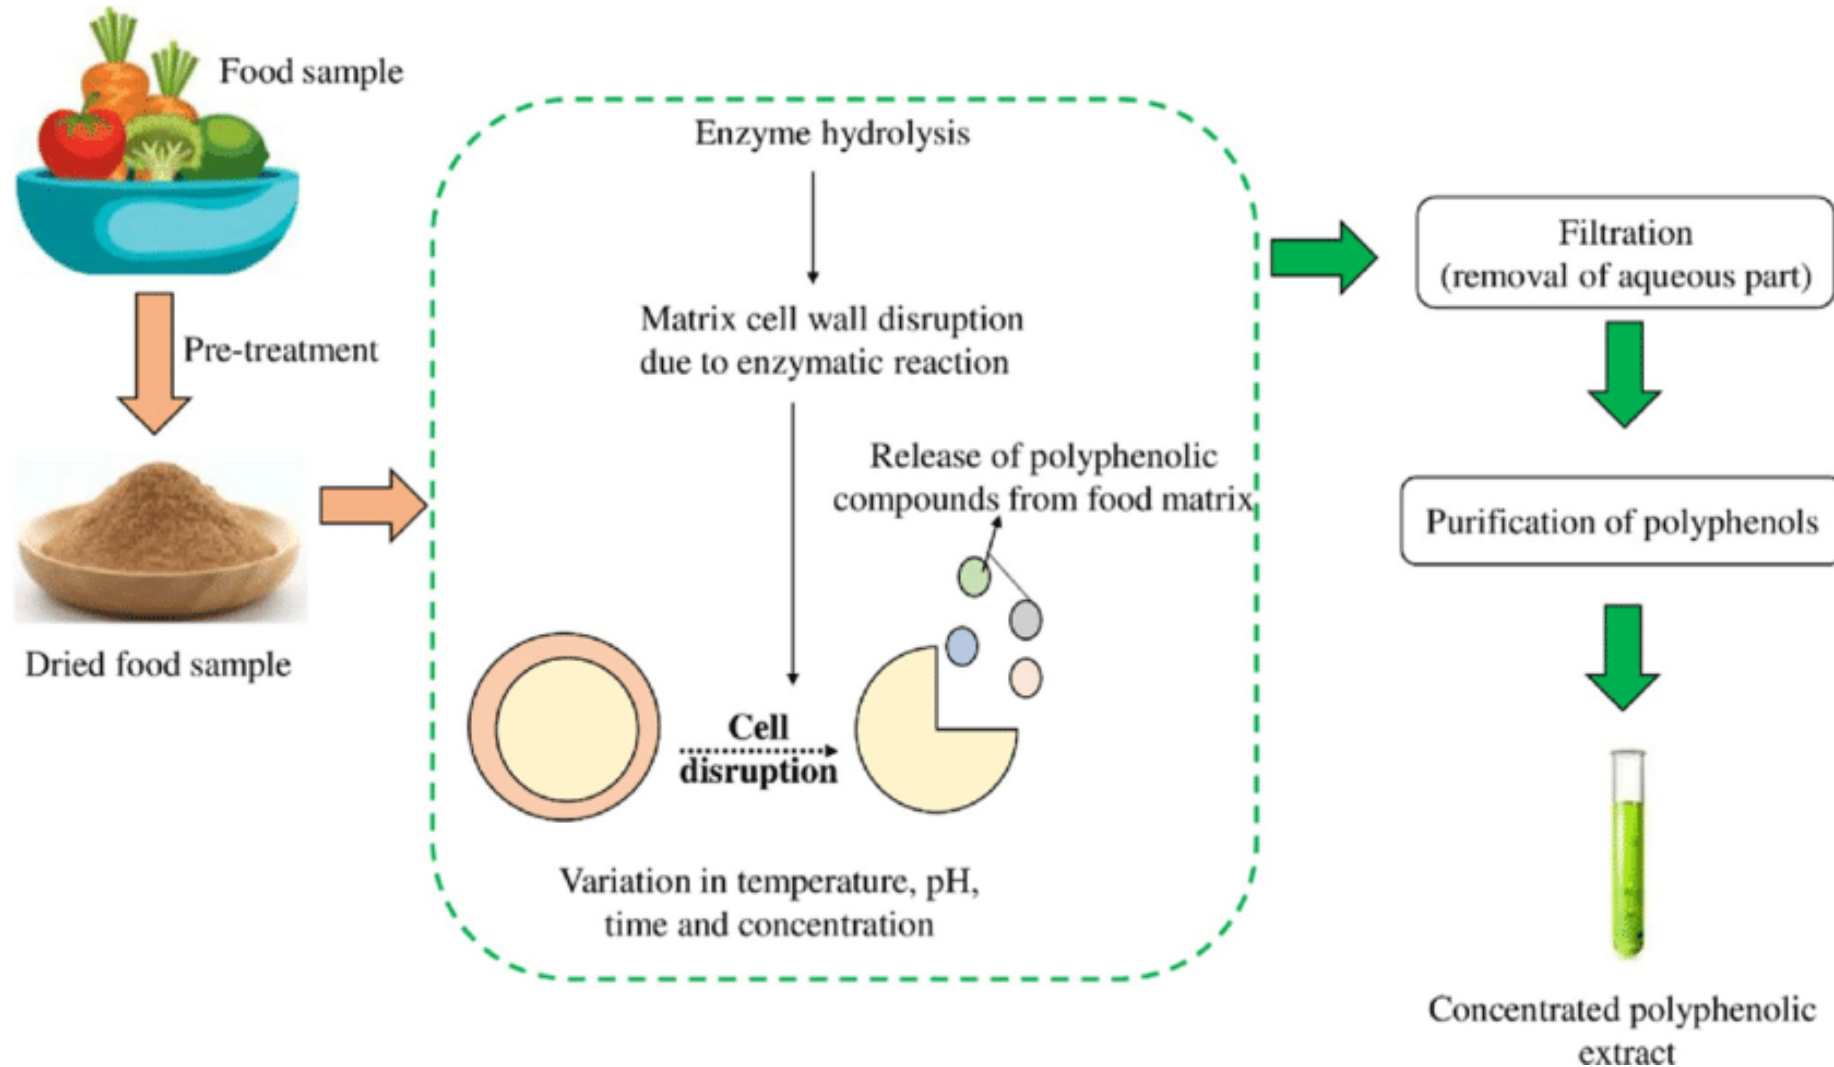 Food sample
Pre-treatment
Dried food sample
Enzyme hydrolysis
Matrix cell wall disruption
due to enzymatic reaction
Release of polyphenolic
compounds from food matrix
Cell
disruption
Variation in temperature, pH,
time and concentration
Filtration
(removal of aqueous part)
Purification of polyphenols
Concentrated polyphenolic
extract